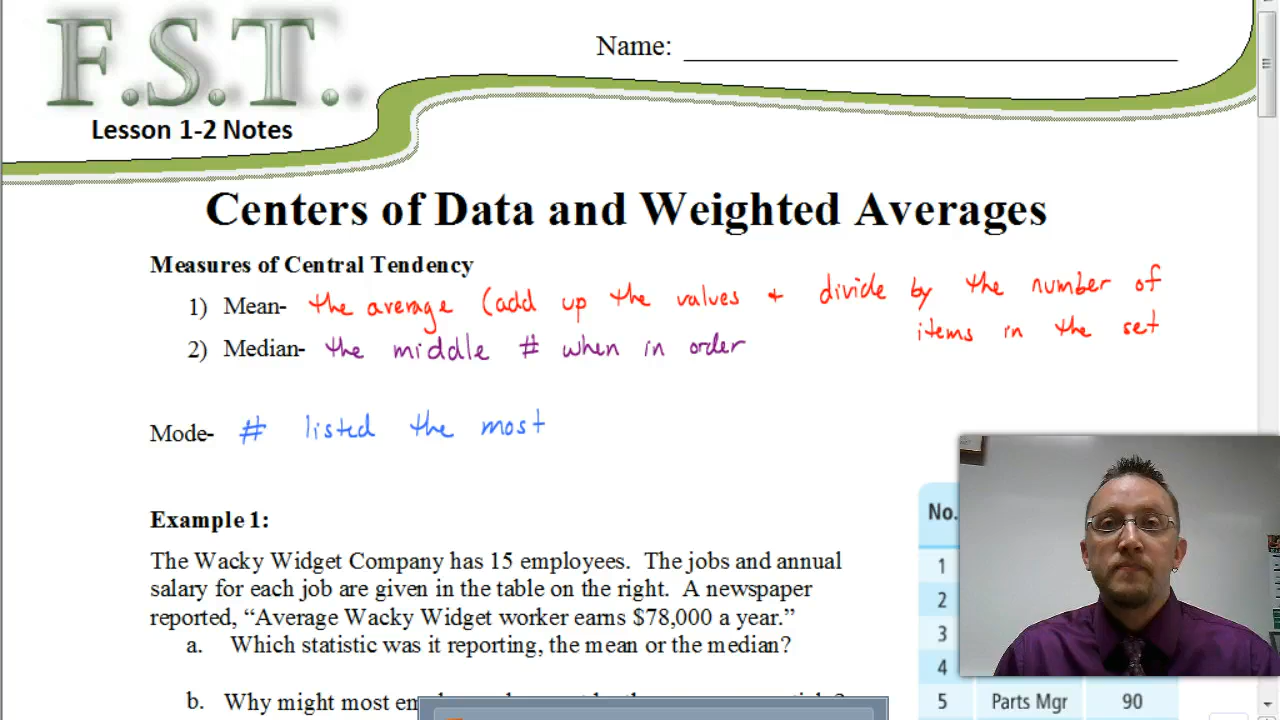 F.S.T.
Lesson 1-2 Notes
Name:
Centers of Data and Weighted Averages
Measures of Central Tendency
1) Mean- the average (add up the values + divide by the number of
items in the set
2) Median- the middle # when in order
Mode- # listed the most
Example 1:
The Wacky Widget Company has 15 employees. The jobs and annual
salary for each job are given in the table on the right. A newspaper
reported, “Average Wacky Widget worker earns $78,000 a year.”
a. Which statistic was it reporting, the mean or the median?
b. Why might most
No.
1
2
3
4
5 Parts Mgr 90